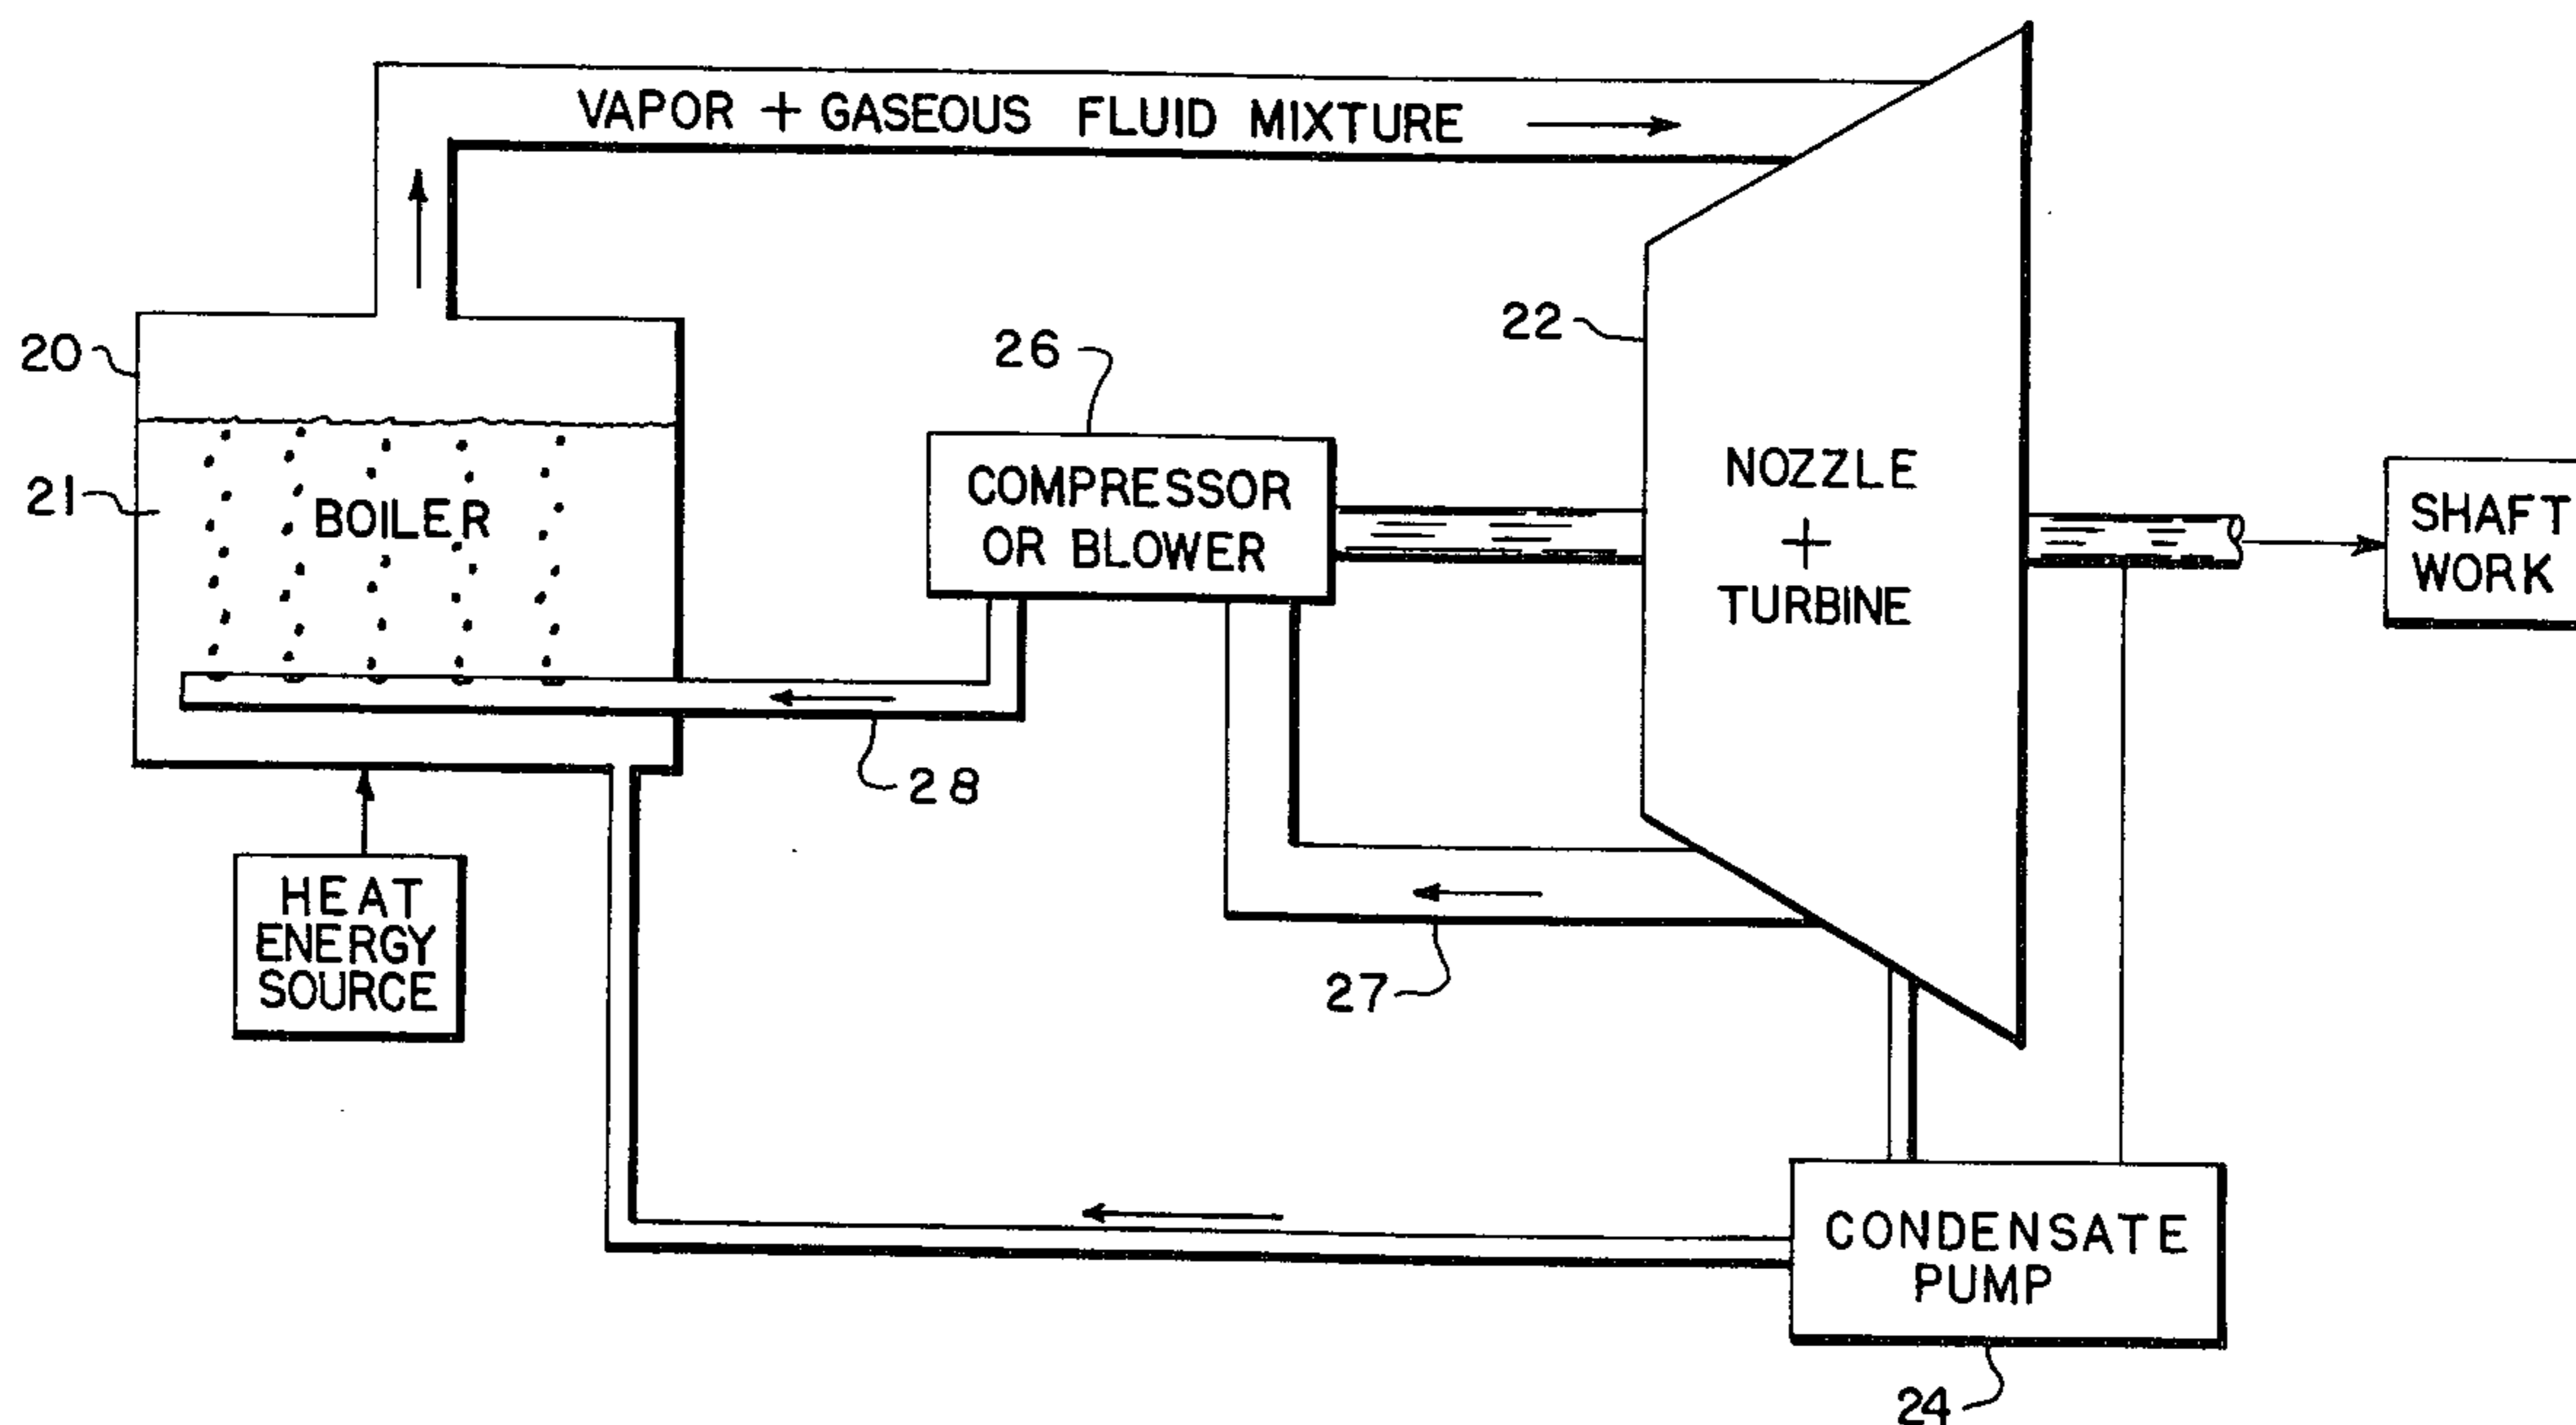 VAPOR + GASEOUS FLUID MIXTURE
20
21
BOILER
26
COMPRESSOR
OR BLOWER
22
NOZZLE
+
TURBINE
SHAFT
WORK
28
HEAT
ENERGY
SOURCE
27
CONDENSATE
PUMP
24